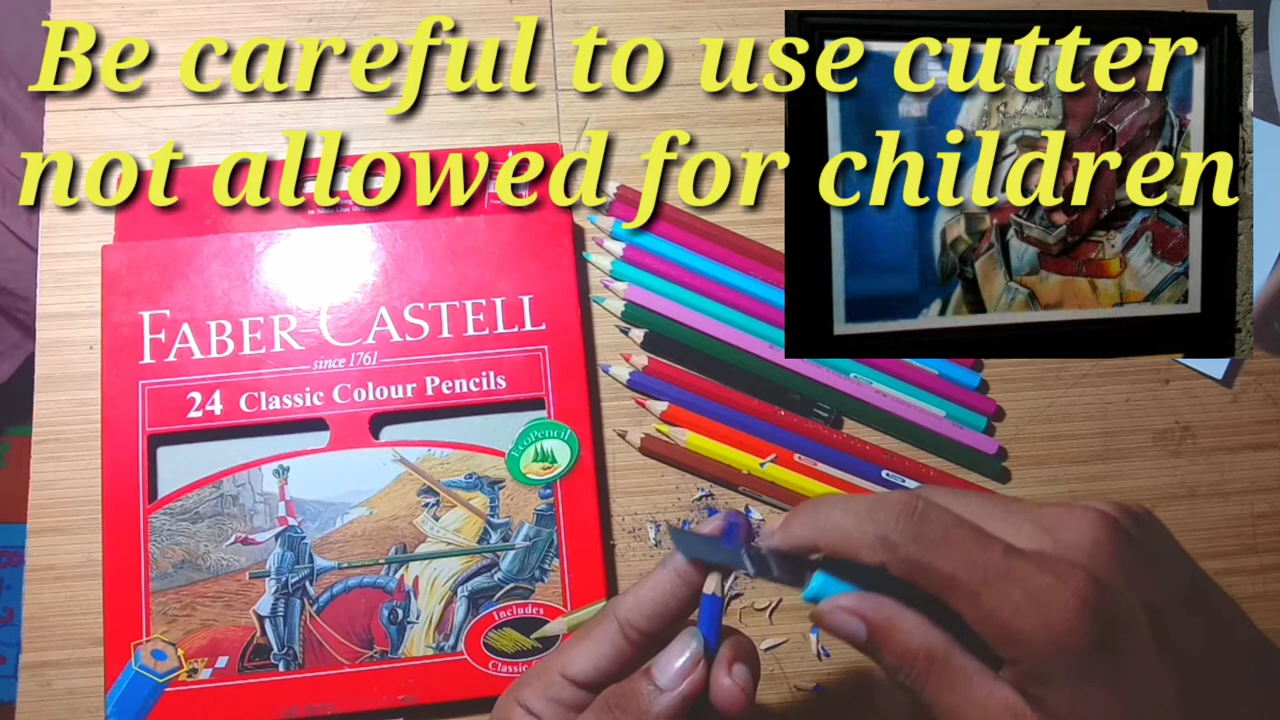 Be careful to use cutter
not allowed for children
FABER-CASTELL
since 1761
24 Classic Colour Pencils
EcoPencil
Includes
Classic